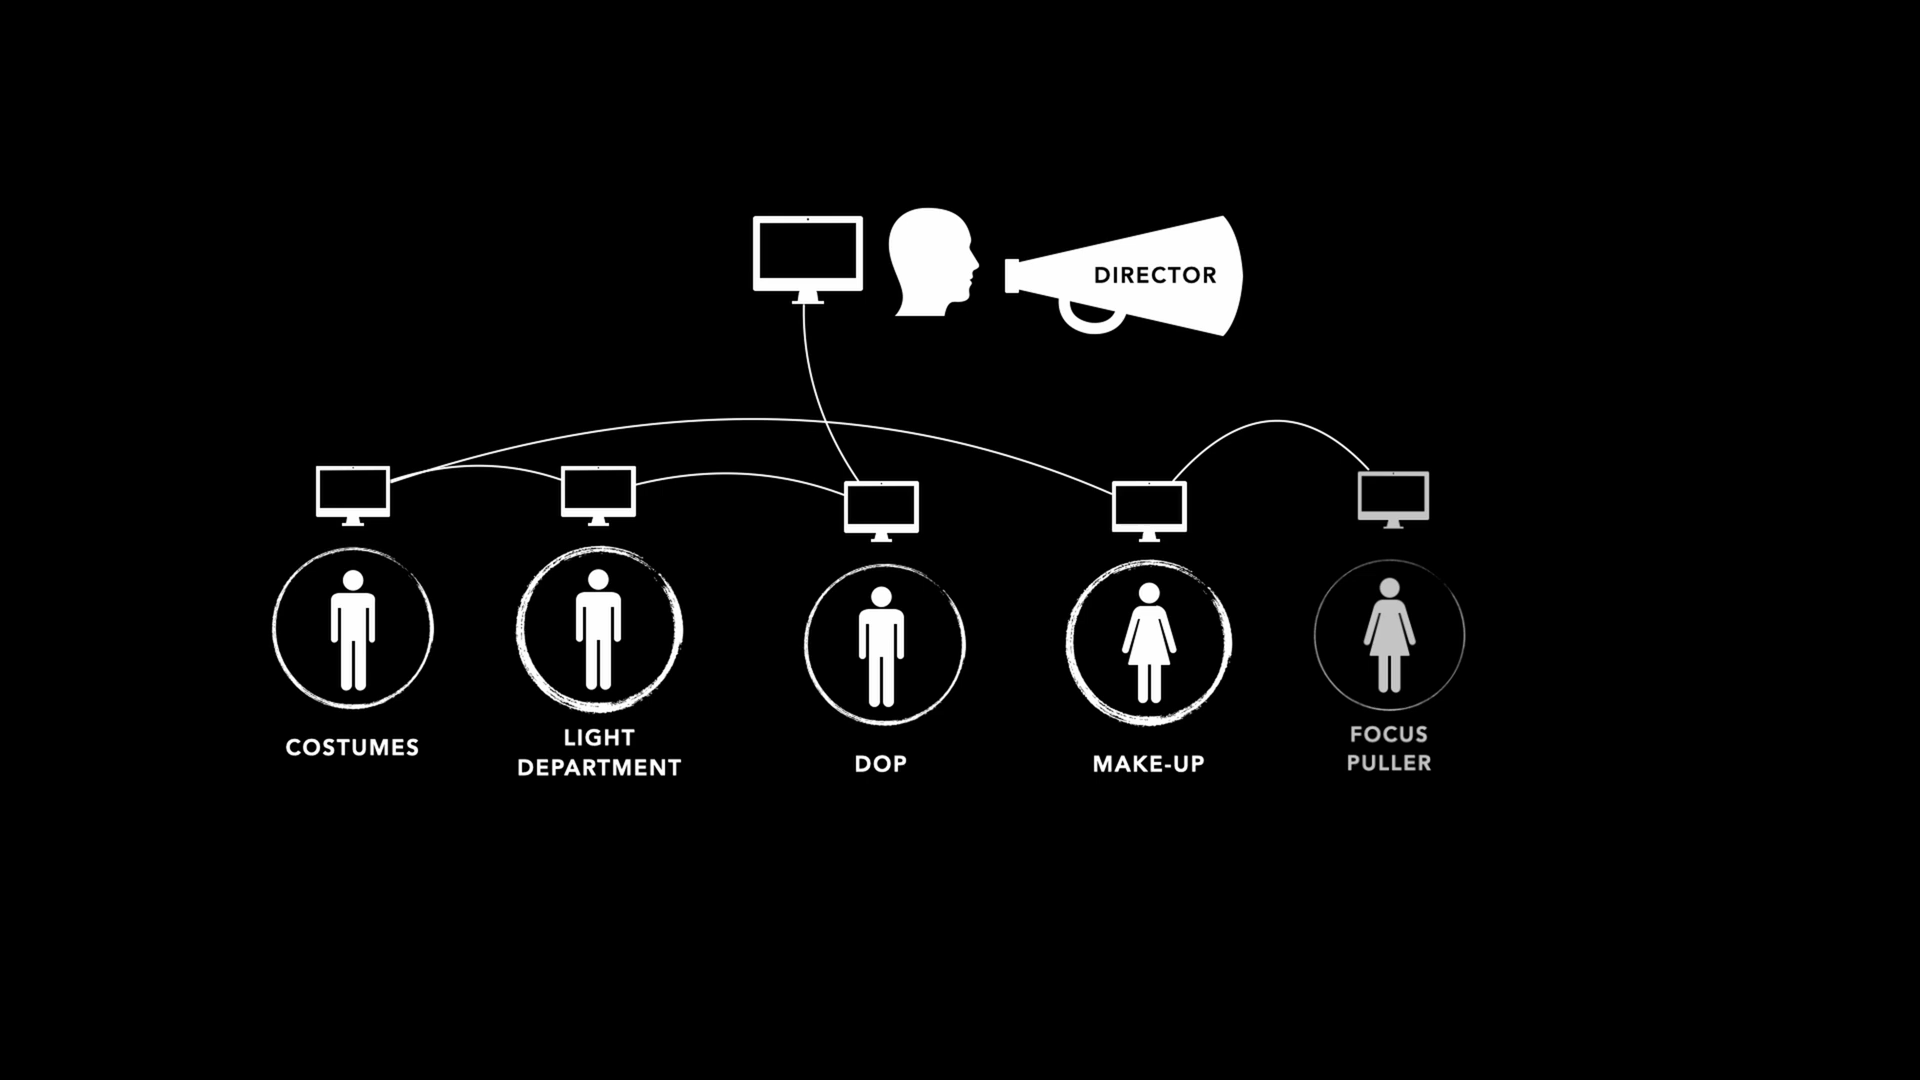 DIRECTOR
COSTUMES
LIGHT
DEPARTMENT
DOP
MAKE-UP
FOCUS
PULLER